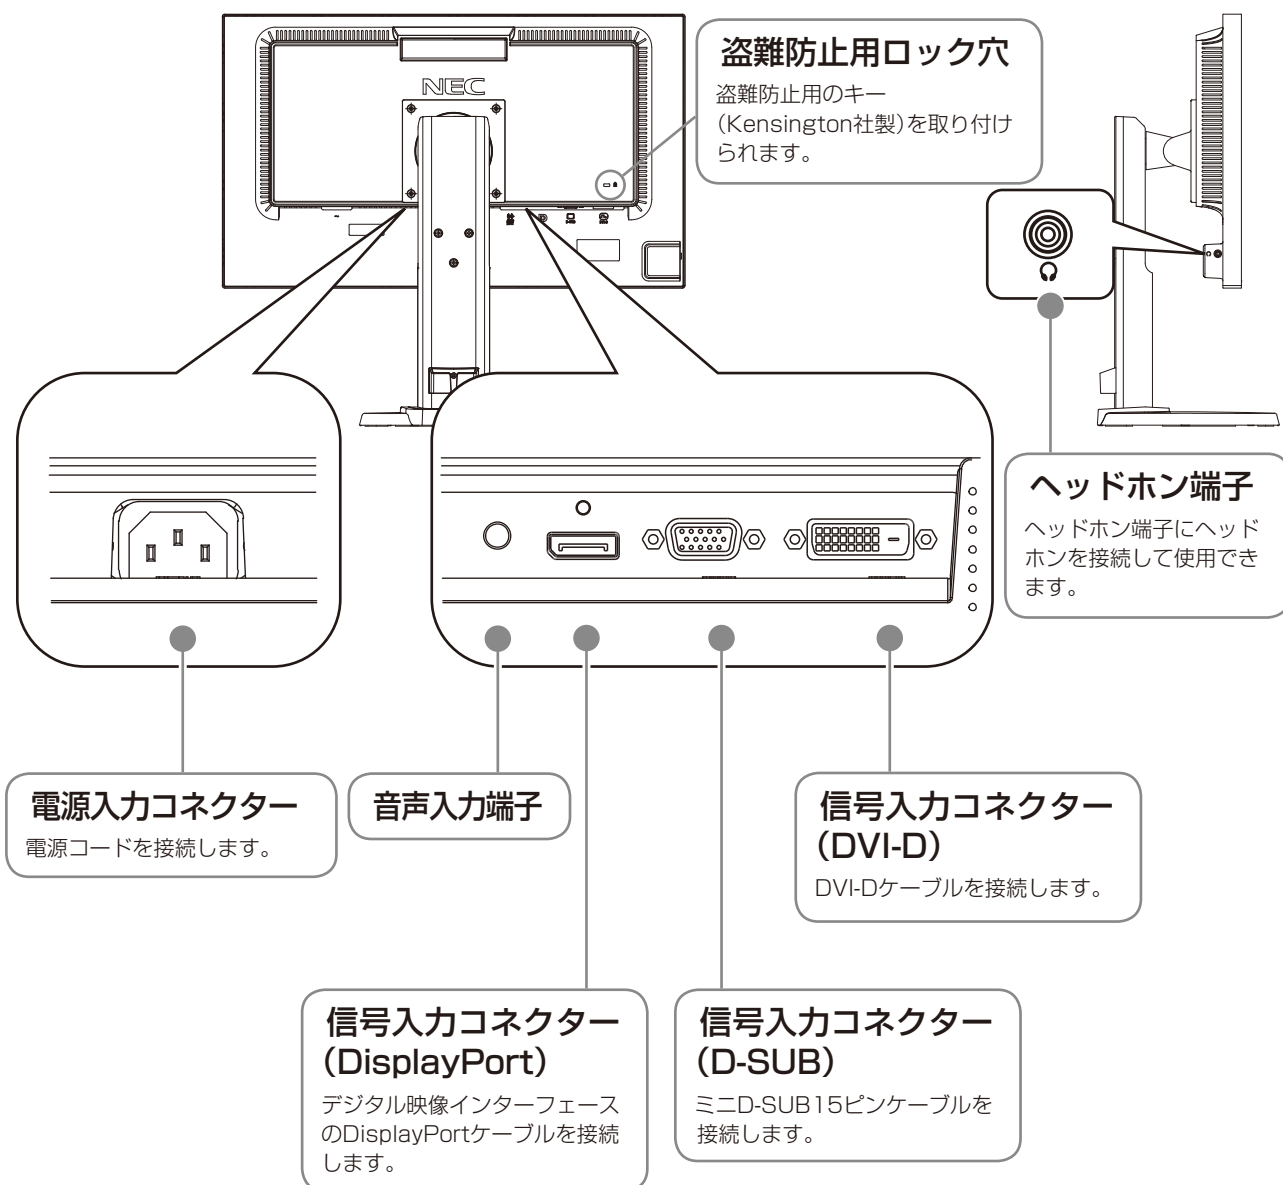 NEC
盗難防止用ロック穴
盗難防止用のキー
（Kensington社製）を取り付け
られます。
ヘッドホン端子
ヘッドホン端子にヘッド
ホンを接続して使用でき
ます。
電源入力コネクター
電源コードを接続します。
音声入力端子
信号入力コネクター
（DVI-D）
DVI-Dケーブルを接続します。
信号入力コネクター
（DisplayPort）
デジタル映像インターフェース
のDisplayPortケーブルを接続
します。
信号入力コネクター
（D-SUB）
ミニD-SUB15ピンケーブルを
接続します。